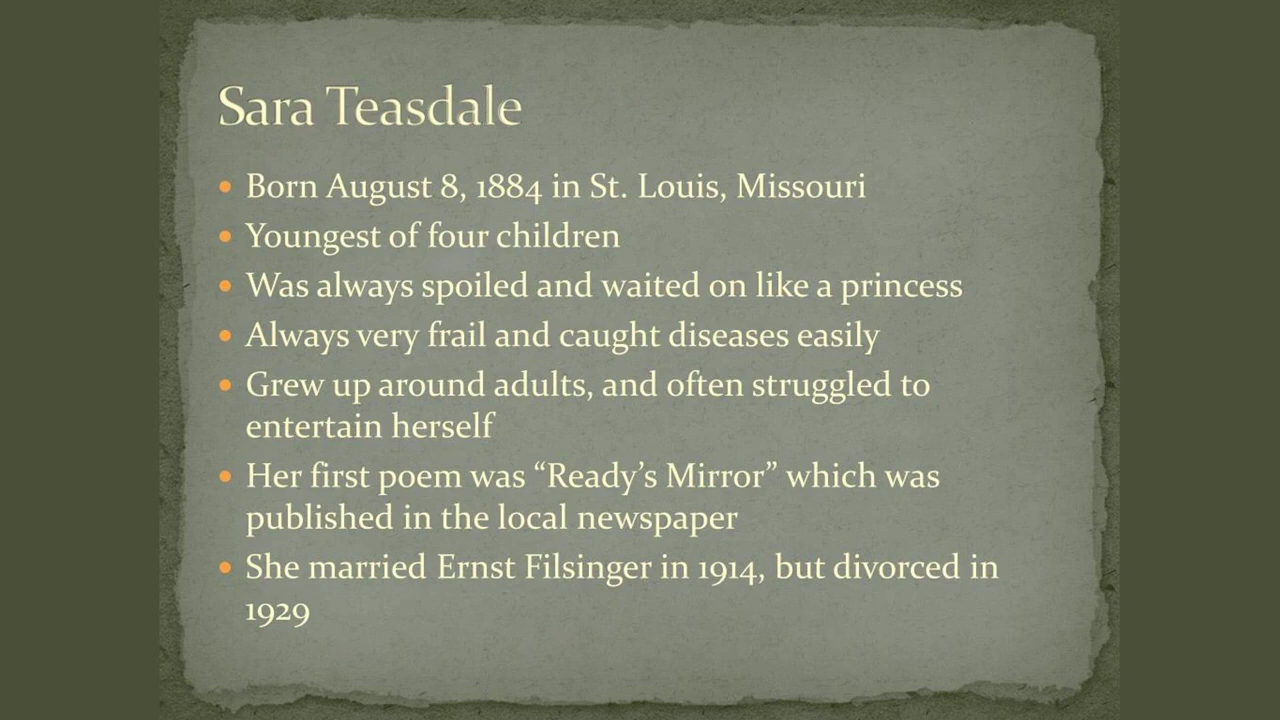 Sara Teasdale
• Born August 8, 1884 in St. Louis, Missouri
• Youngest of four children
• Was always spoiled and waited on like a princess
• Always very frail and caught diseases easily
• Grew up around adults, and often struggled to
entertain herself
• Her first poem was “Ready’s Mirror” which was
published in the local newspaper
• She married Ernst Filsinger in 1914, but divorced in
1929